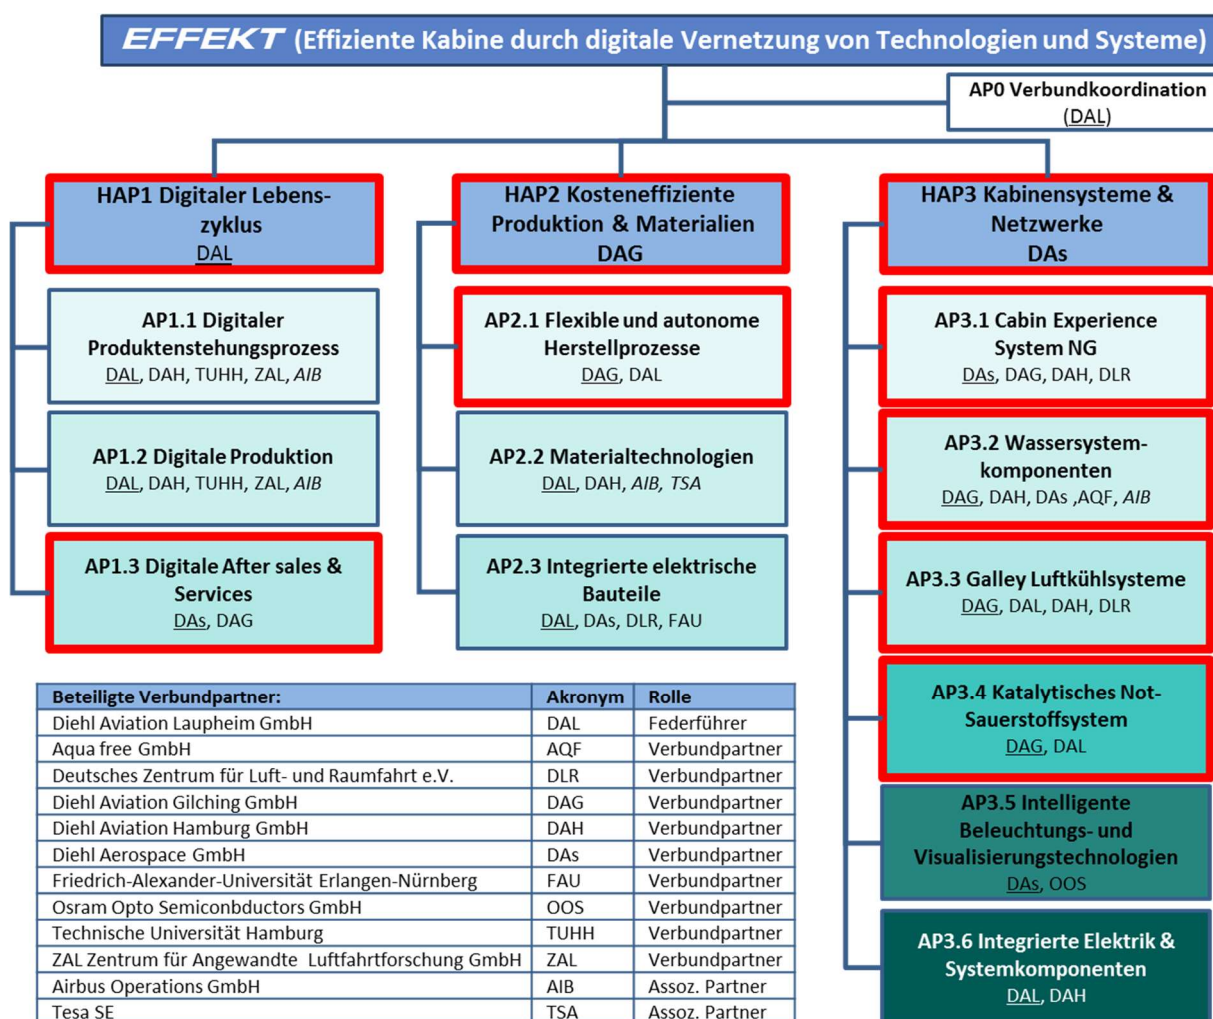 EFFEKT (Effiziente Kabine durch digitale Vernetzung von Technologien und Systeme)
AP0 Verbundkoordination
(DAL)
HAP1 Digitaler Lebens-
zyklus
DAL
AP1.1 Digitaler
Produktenstehungsprozess
DAL, DAH, TUHH, ZAL, AIB
AP1.2 Digitale Produktion
DAL, DAH, TUHH, ZAL, AIB
AP1.3 Digitale After sales &
Services
DAs, DAG
HAP2 Kosteneffiziente
Produktion & Materialien
DAG
AP2.1 Flexible und autonome
Herstellprozesse
DAG, DAL
AP2.2 Materialtechnologien
DAL, DAH, AIB, TSA
AP2.3 Integrierte elektrische
Bauteile
DAL, DAs, DLR, FAU
HAP3 Kabinensysteme &
Netzwerke
DAs
AP3.1 Cabin Experience
System NG
DAs, DAG, DAH, DLR
AP3.2 Wassersystem-
komponenten
DAG, DAH, DAs ,AQF, AIB
AP3.3 Galley Luftkühlsysteme
DAG, DAL, DAH, DLR
AP3.4 Katalytisches Not-
Sauerstoffsystem
DAG, DAL
AP3.5 Intelligente
Beleuchtungs- und
Visualisierungstechnologien
DAs, OOS
AP3.6 Integrierte Elektrik &
Systemkomponenten
DAL, DAH
Beteiligte Verbundpartner: Akronym Rolle
Diehl Aviation Laupheim GmbH DAL Federführer
Aqua free GmbH AQF Verbundpartner
Deutsches Zentrum für Luft- und Raumfahrt e.V. DLR Verbundpartner
Diehl Aviation Gilching GmbH DAG Verbundpartner
Diehl Aviation Hamburg GmbH DAH Verbundpartner
Diehl Aerospace GmbH DAs Verbundpartner
Friedrich-Alexander-Universität Erlangen-Nürnberg FAU Verbundpartner
Osram Opto Semiconbductors GmbH OOS Verbundpartner
Technische Universität Hamburg TUHH Verbundpartner
ZAL Zentrum für Angewandte Luftfahrtforschung GmbH ZAL Verbundpartner
Airbus Operations GmbH AIB Assoz. Partner
Tesa SE TSA Assoz. Partner